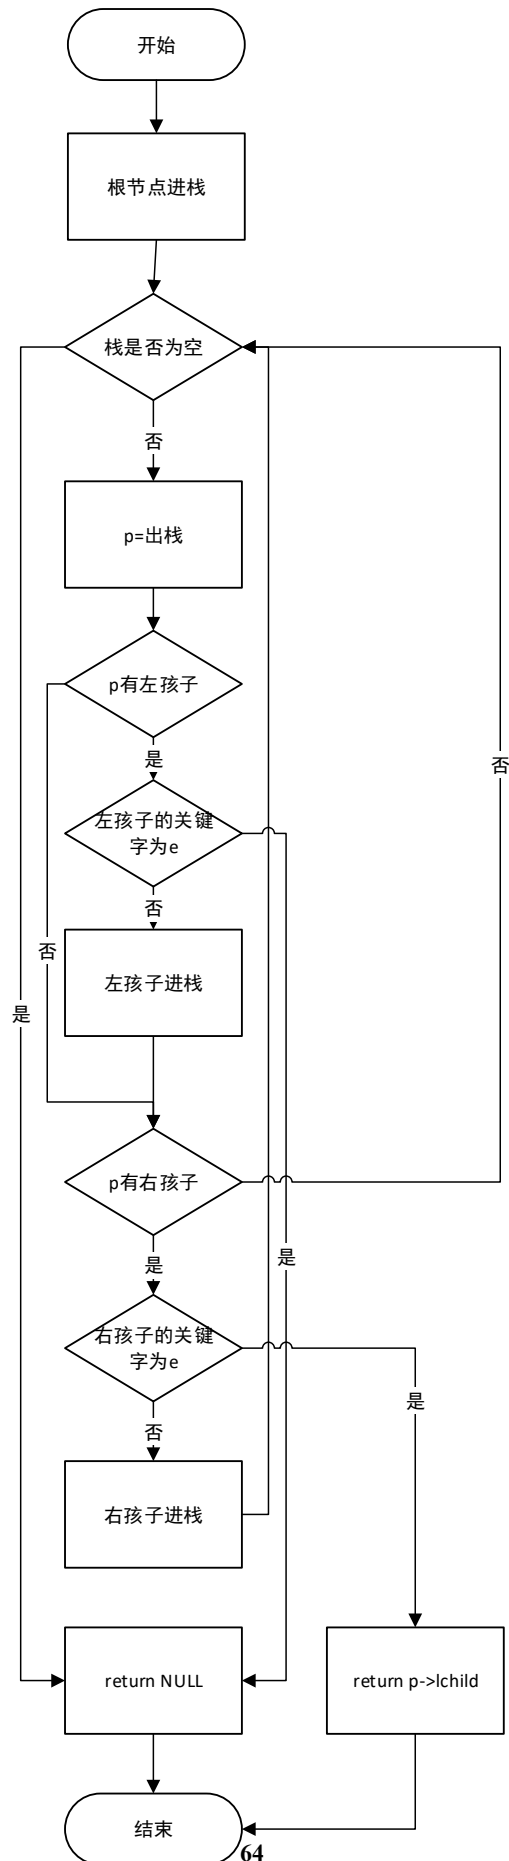 开始
根节点进栈
栈是否为空
否
p=出栈
p有左孩子
否
是
左孩子的关键
字为e
否
否
左孩子进栈
是
p有右孩子
是
是
右孩子的关键
字为e
是
否
右孩子进栈
return NULL
return p->lchild
结束
64